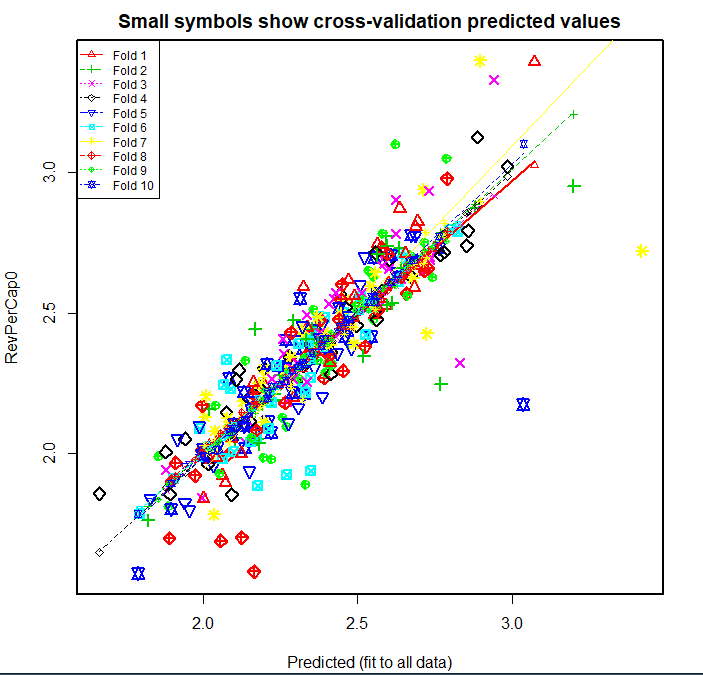 Small symbols show cross-validation predicted values
Fold 1
Fold 2
Fold 3
Fold 4
Fold 5
Fold 6
Fold 7
Fold 8
Fold 9
Fold 10
RevPerCap0
3.0
2.5
2.0
2.0 2.5 3.0
Predicted (fit to all data)